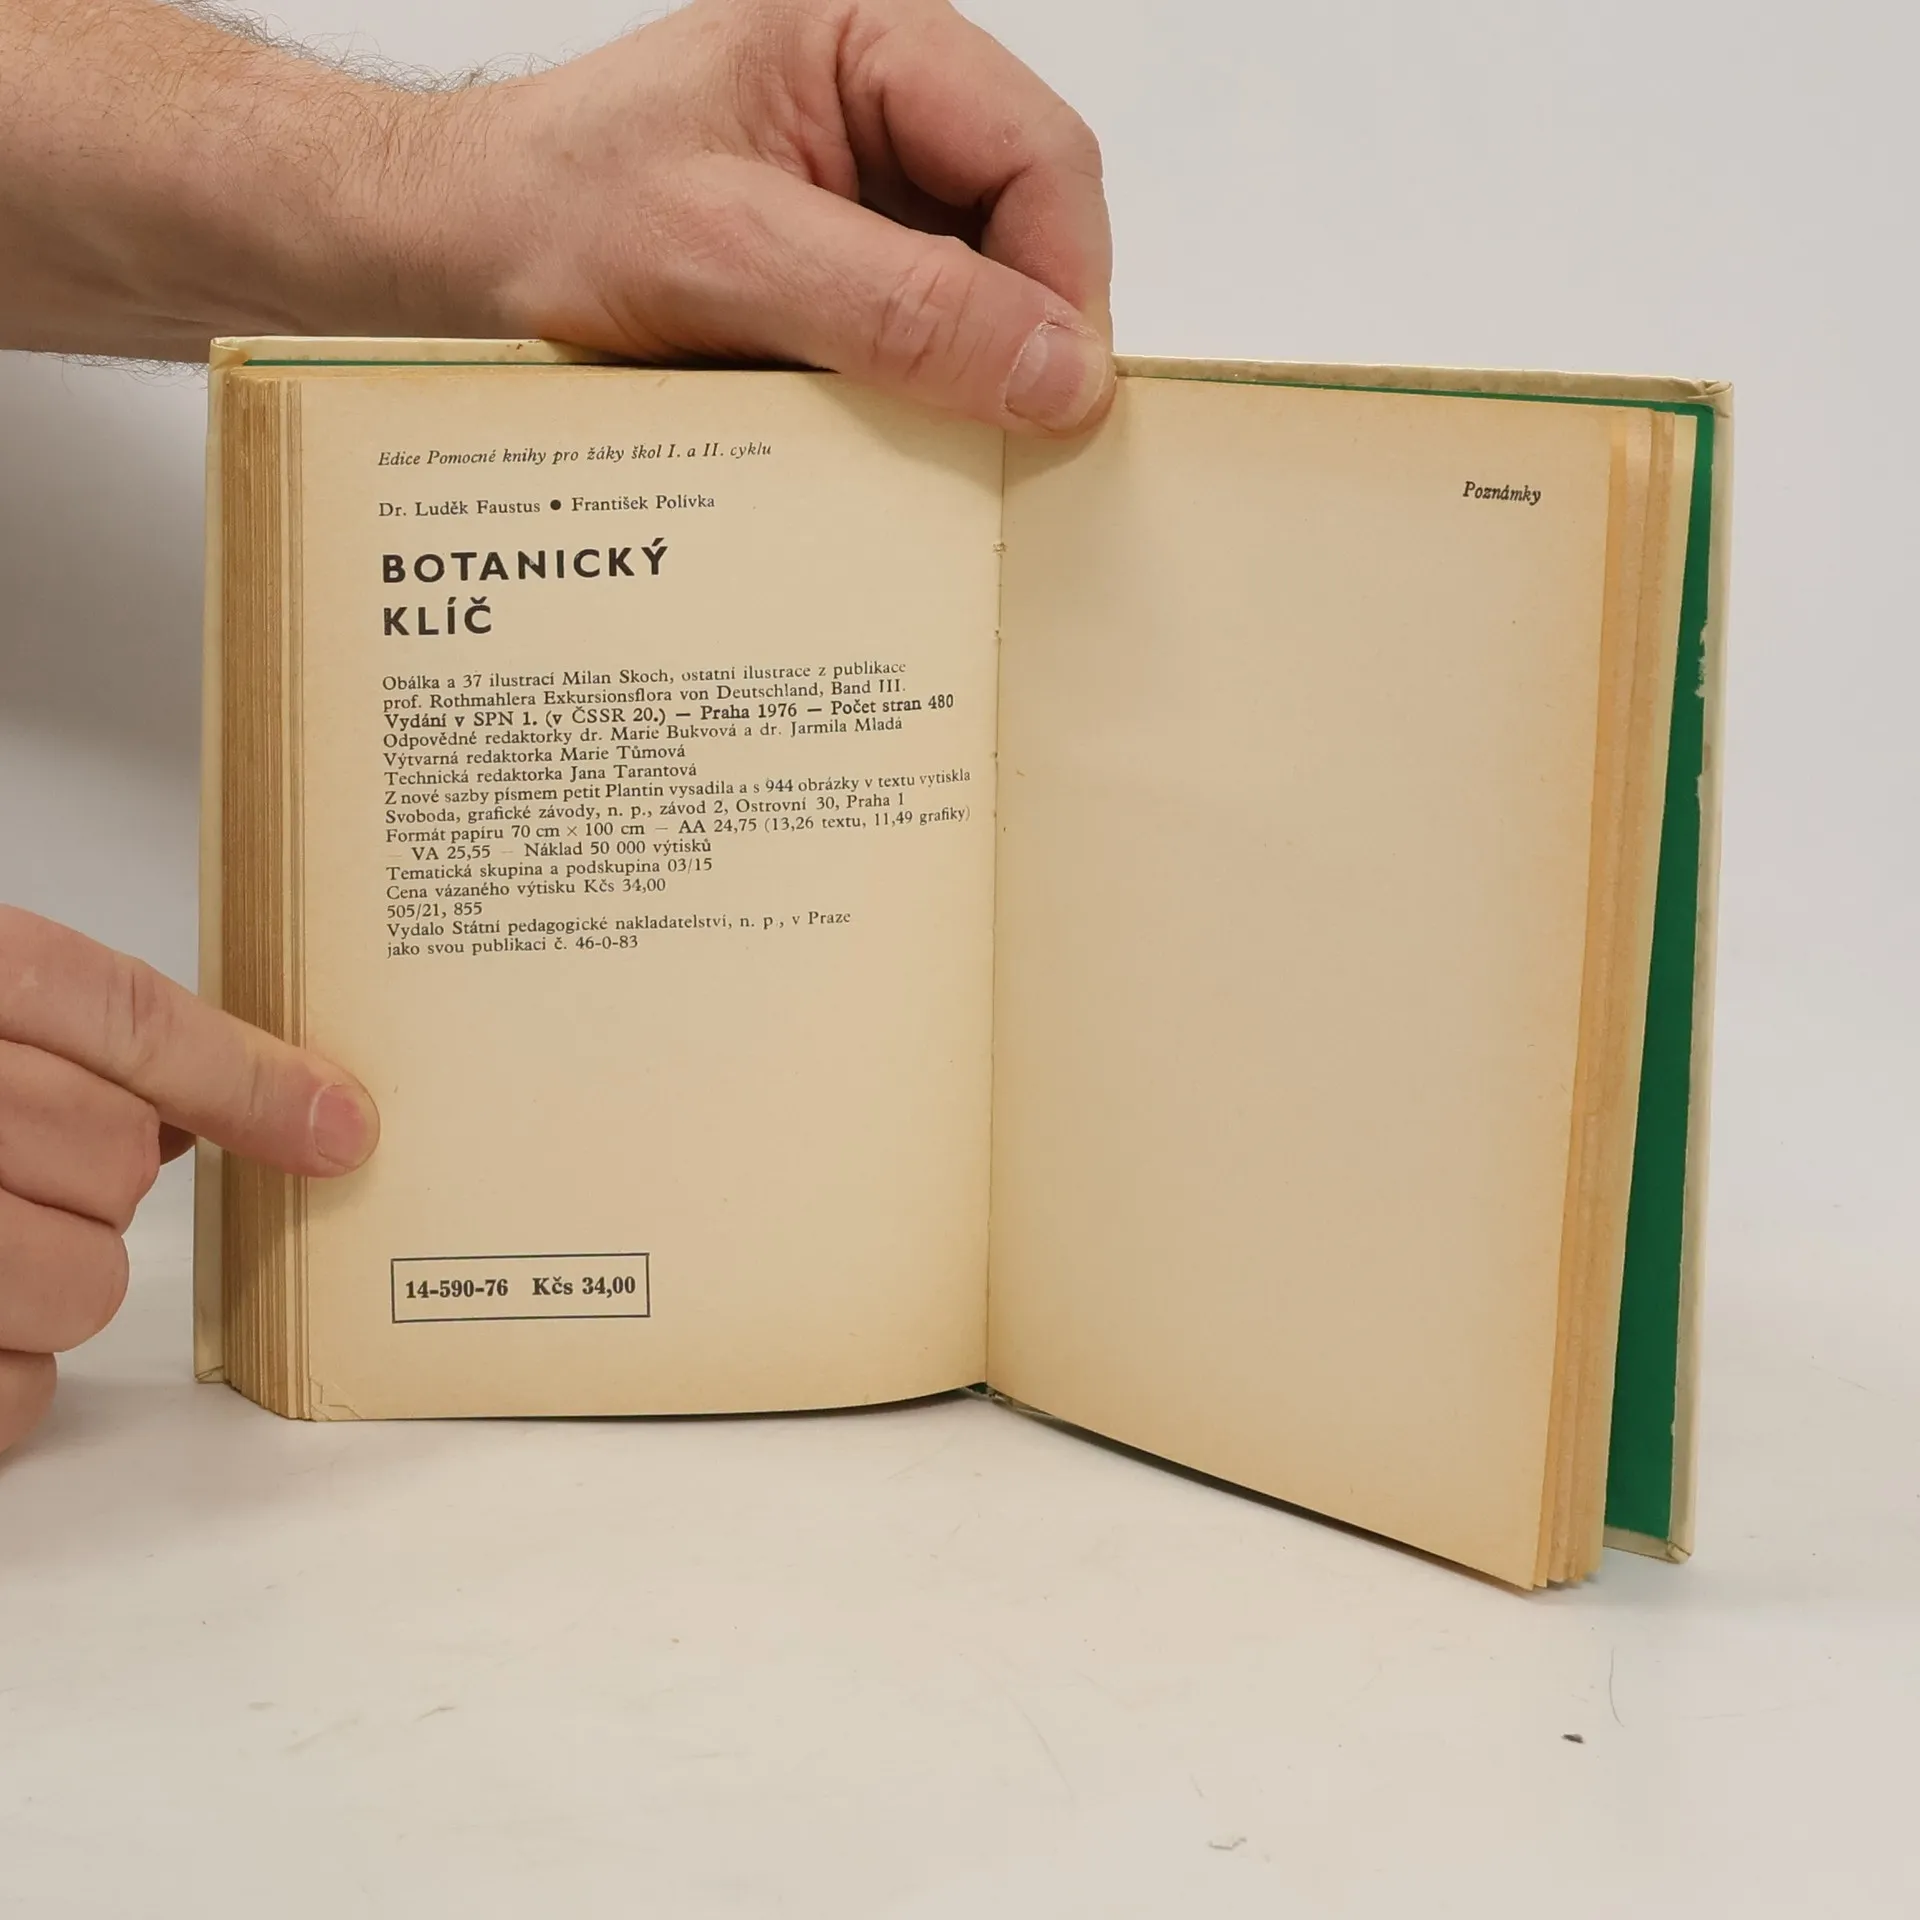 Edice Pomocné knihy pro žáky škol I. a II. cyklu
Dr. Luděk Faustus ● František Polívka
BOTANICKÝ
KLÍČ
Obálka a 37 ilustrací Milan Skoch, ostatní ilustrace z publikace
prof. Rothmahlera Exkursionsflora von Deutschland, Band III.
Vydání v SPN 1. (v ČSSR 20.) — Praha 1976 — Počet stran 480
Odpovědné redaktorky dr. Marie Bukvová a dr. Jarmila Mladá
Výtvarná redaktorka Marie Tůmová
Technická redaktorka Jana Tarantová
Z nové sazby písmem petit Plantin vysadila a s 944 obrázky v textu vytiskla
Svoboda, grafické závody, n. p., závod 2, Ostrovní 30, Praha 1
Formát papíru 70 cm × 100 cm — AA 24,75 (13,26 textu, 11,49 grafiky)
— VA 25,55 — Náklad 50 000 výtisků
Tematická skupina a podskupina 03/15
Cena vázaného výtisku Kčs 34,00
505/21, 855
Vydalo Státní pedagogické nakladatelství, n. p., v Praze
jako svou publikaci č. 46-0-83
14-590-76 Kčs 34,00
Poznámky